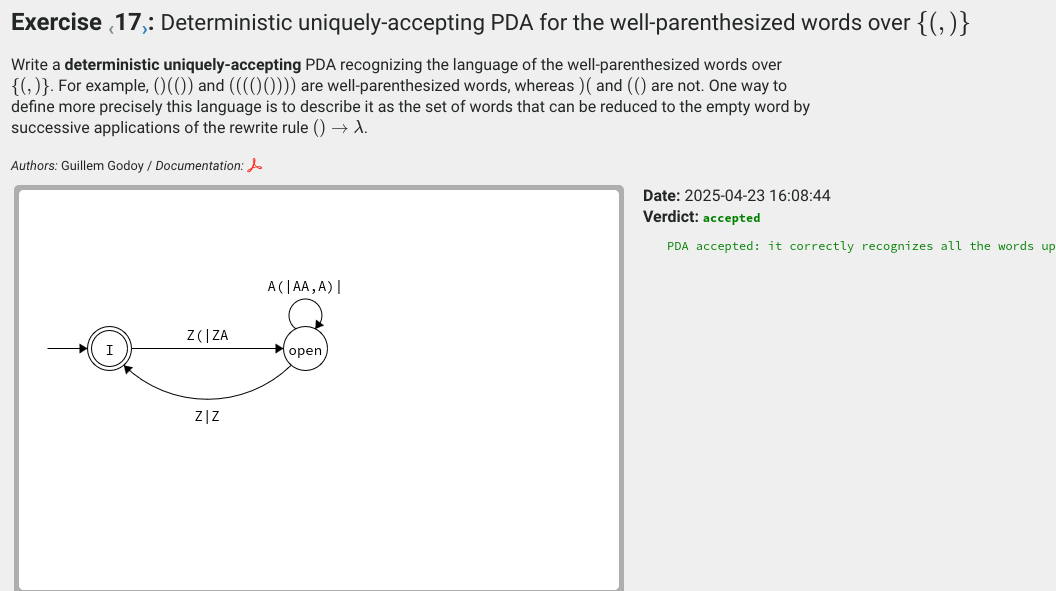 Exercise ‹17›: Deterministic uniquely-accepting PDA for the well-parenthesized words over {(, )}
Write a deterministic uniquely-accepting PDA recognizing the language of the well-parenthesized words over
{(, )}. For example, ()(()) and (((()()))) are well-parenthesized words, whereas )( and (() are not. One way to
define more precisely this language is to describe it as the set of words that can be reduced to the empty word by
successive applications of the rewrite rule () → λ.
Authors: Guillem Godoy / Documentation:
Date: 2025-04-23 16:08:44
Verdict: accepted
PDA accepted: it correctly recognizes all the words up
A(|AA,A)|
Z(|ZA
I
open
Z|Z